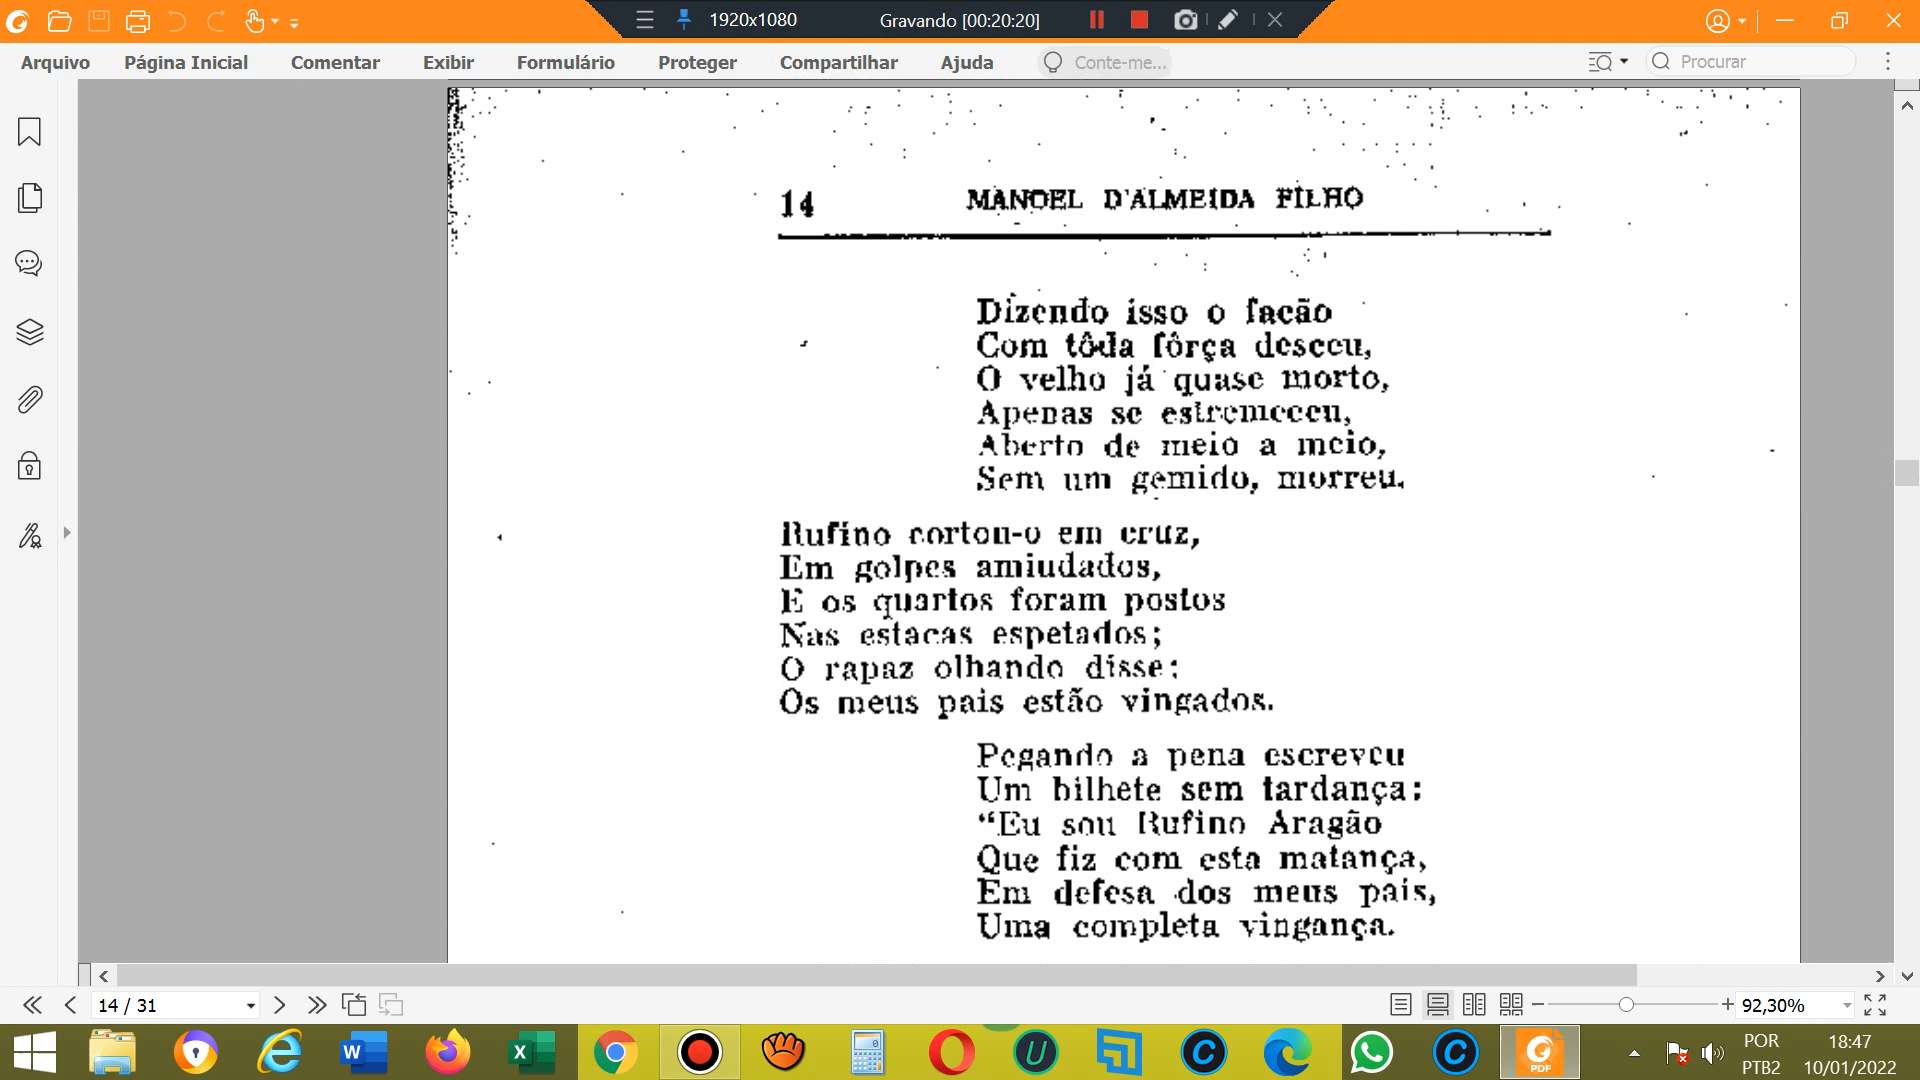 1920x1080
Gravando [00:20:20]
Arquivo
Página Inicial
Comentar
Exibir
Formulário
Proteger
Compartilhar
Ajuda
Conte-me...
Procurar
14 MANOEL D'ALMEIDA FILHO
Dizendo isso o facão
Com tôda fôrça desceu,
O velho já quase morto,
Apenas se estremeceu,
Aberto de meio a meio,
Sem um gemido, morreu.
Rufino cortou-o em cruz,
Em golpes amiudados,
E os quartos foram postos
Nas estacas espetados;
O rapaz olhando disse:
Os meus pais estão vingados.
Pegando a pena escreveu
Um bilhete sem tardança:
“Eu sou Rufino Aragão
Que fiz com esta matança,
Em defesa dos meus pais,
Uma completa vingança.
14 / 31
92,30%
POR
PTB2
18:47
10/01/2022